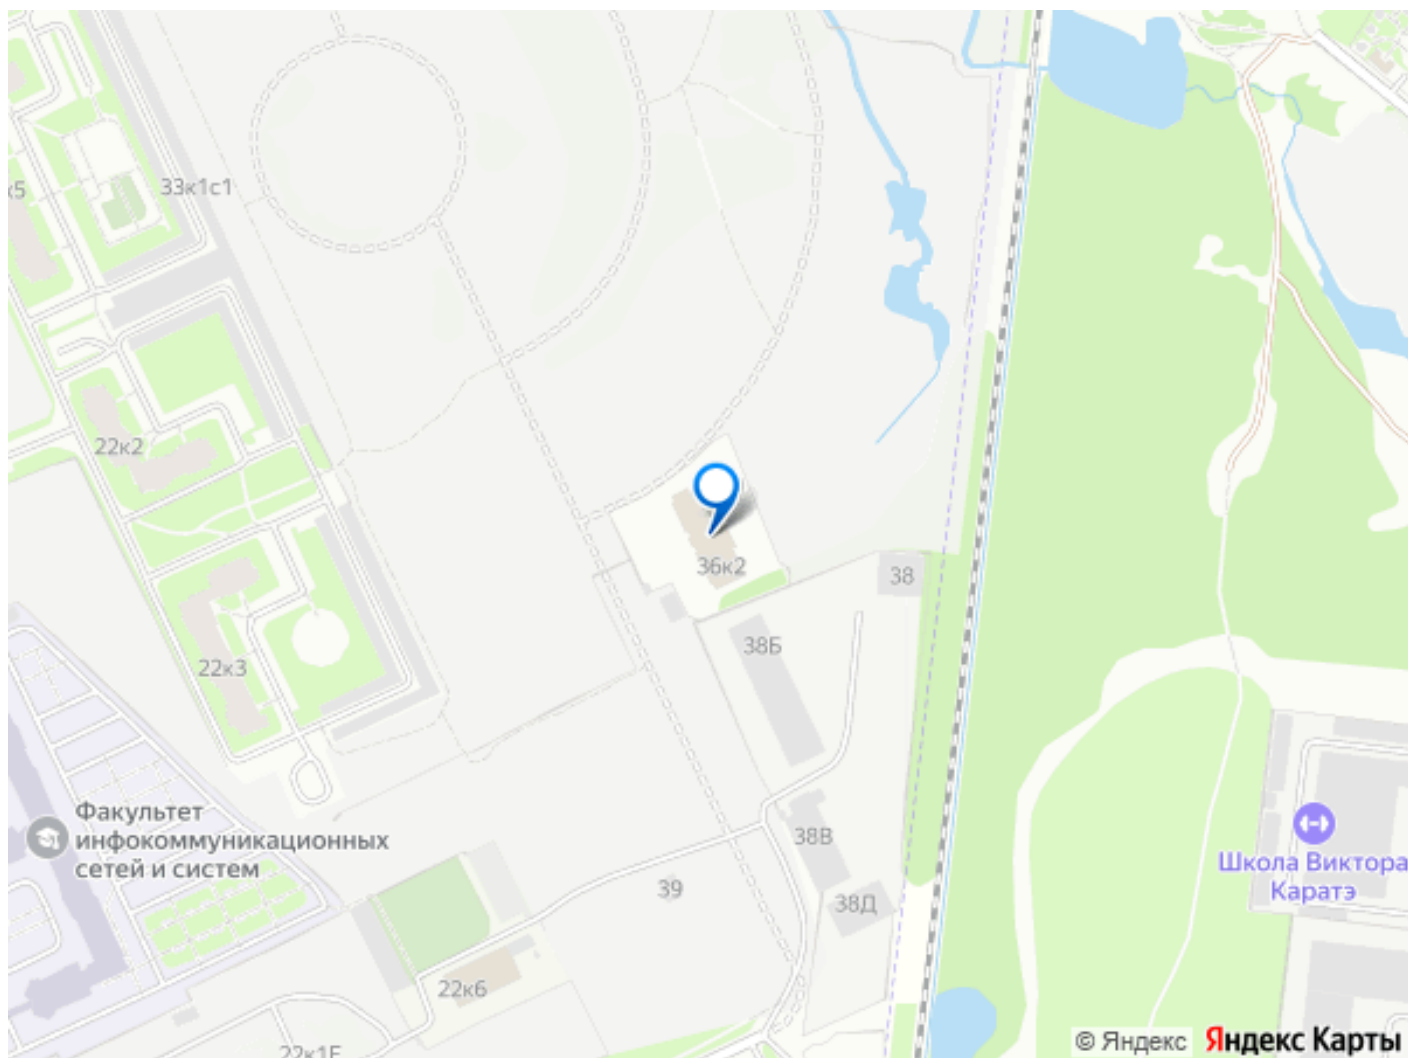 33к1с1
к5
22к2
36к2
38
38Б
22к3
Факультет
инфокоммуникационных
сетей и систем
38В
Школа Виктора
Каратэ
39
38Д
22к6
© Яндекс Яндекс Карты